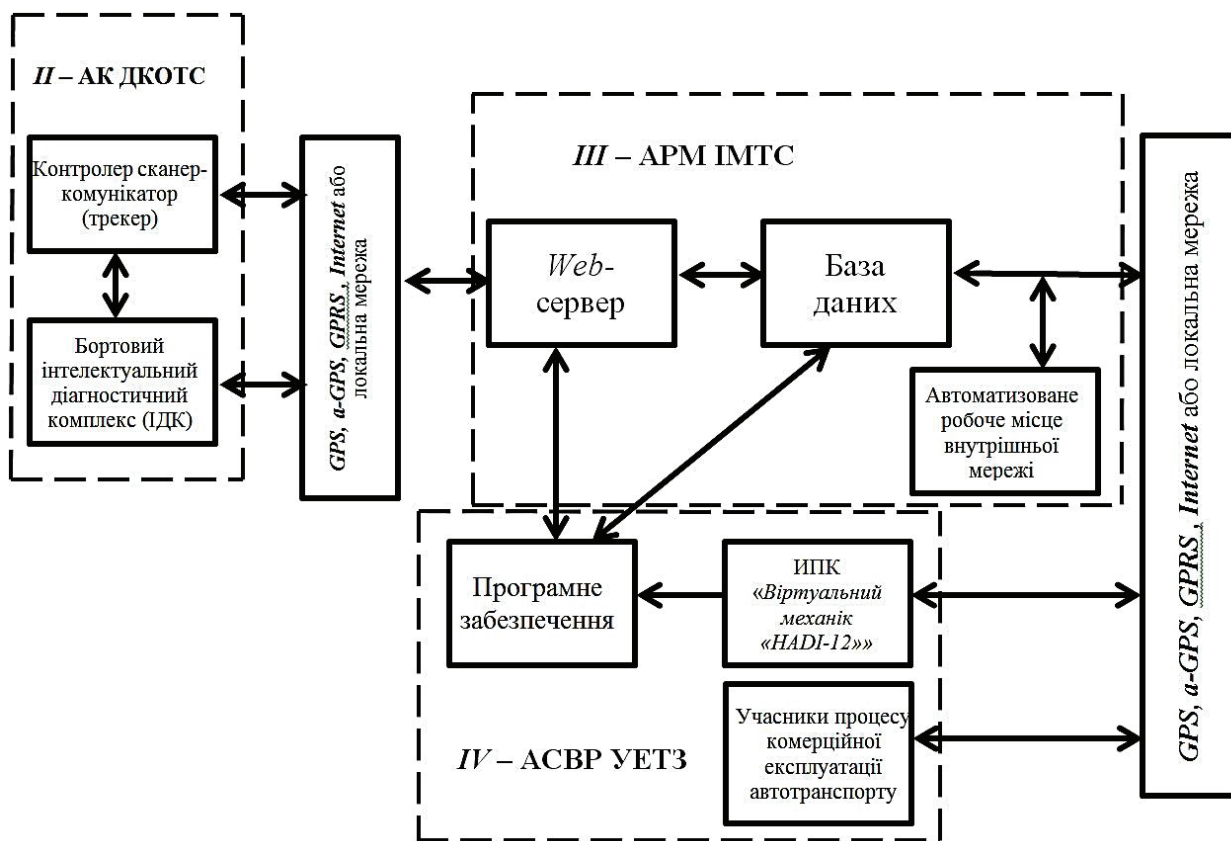 II – АК ДКОТС
Контролер сканер-
комунікатор
(трекер)
Бортовий
інтелектуальний
діагностичний
комплекс (ІДК)
GPS, a-GPS, GPRS, Internet або
локальна мережа
III – АРМ ІМТС
Web-
сервер
База
даних
Автоматизоване
робоче місце
внутрішньої
мережі
GPS, a-GPS, GPRS, Internet або локальна мережа
Програмне
забезпечення
ИПК
«Віртуальний
механік
«HADI-12»»
IV – АСВР УЕТЗ
Учасники процесу
комерційної
експлуатації
автотранспорту